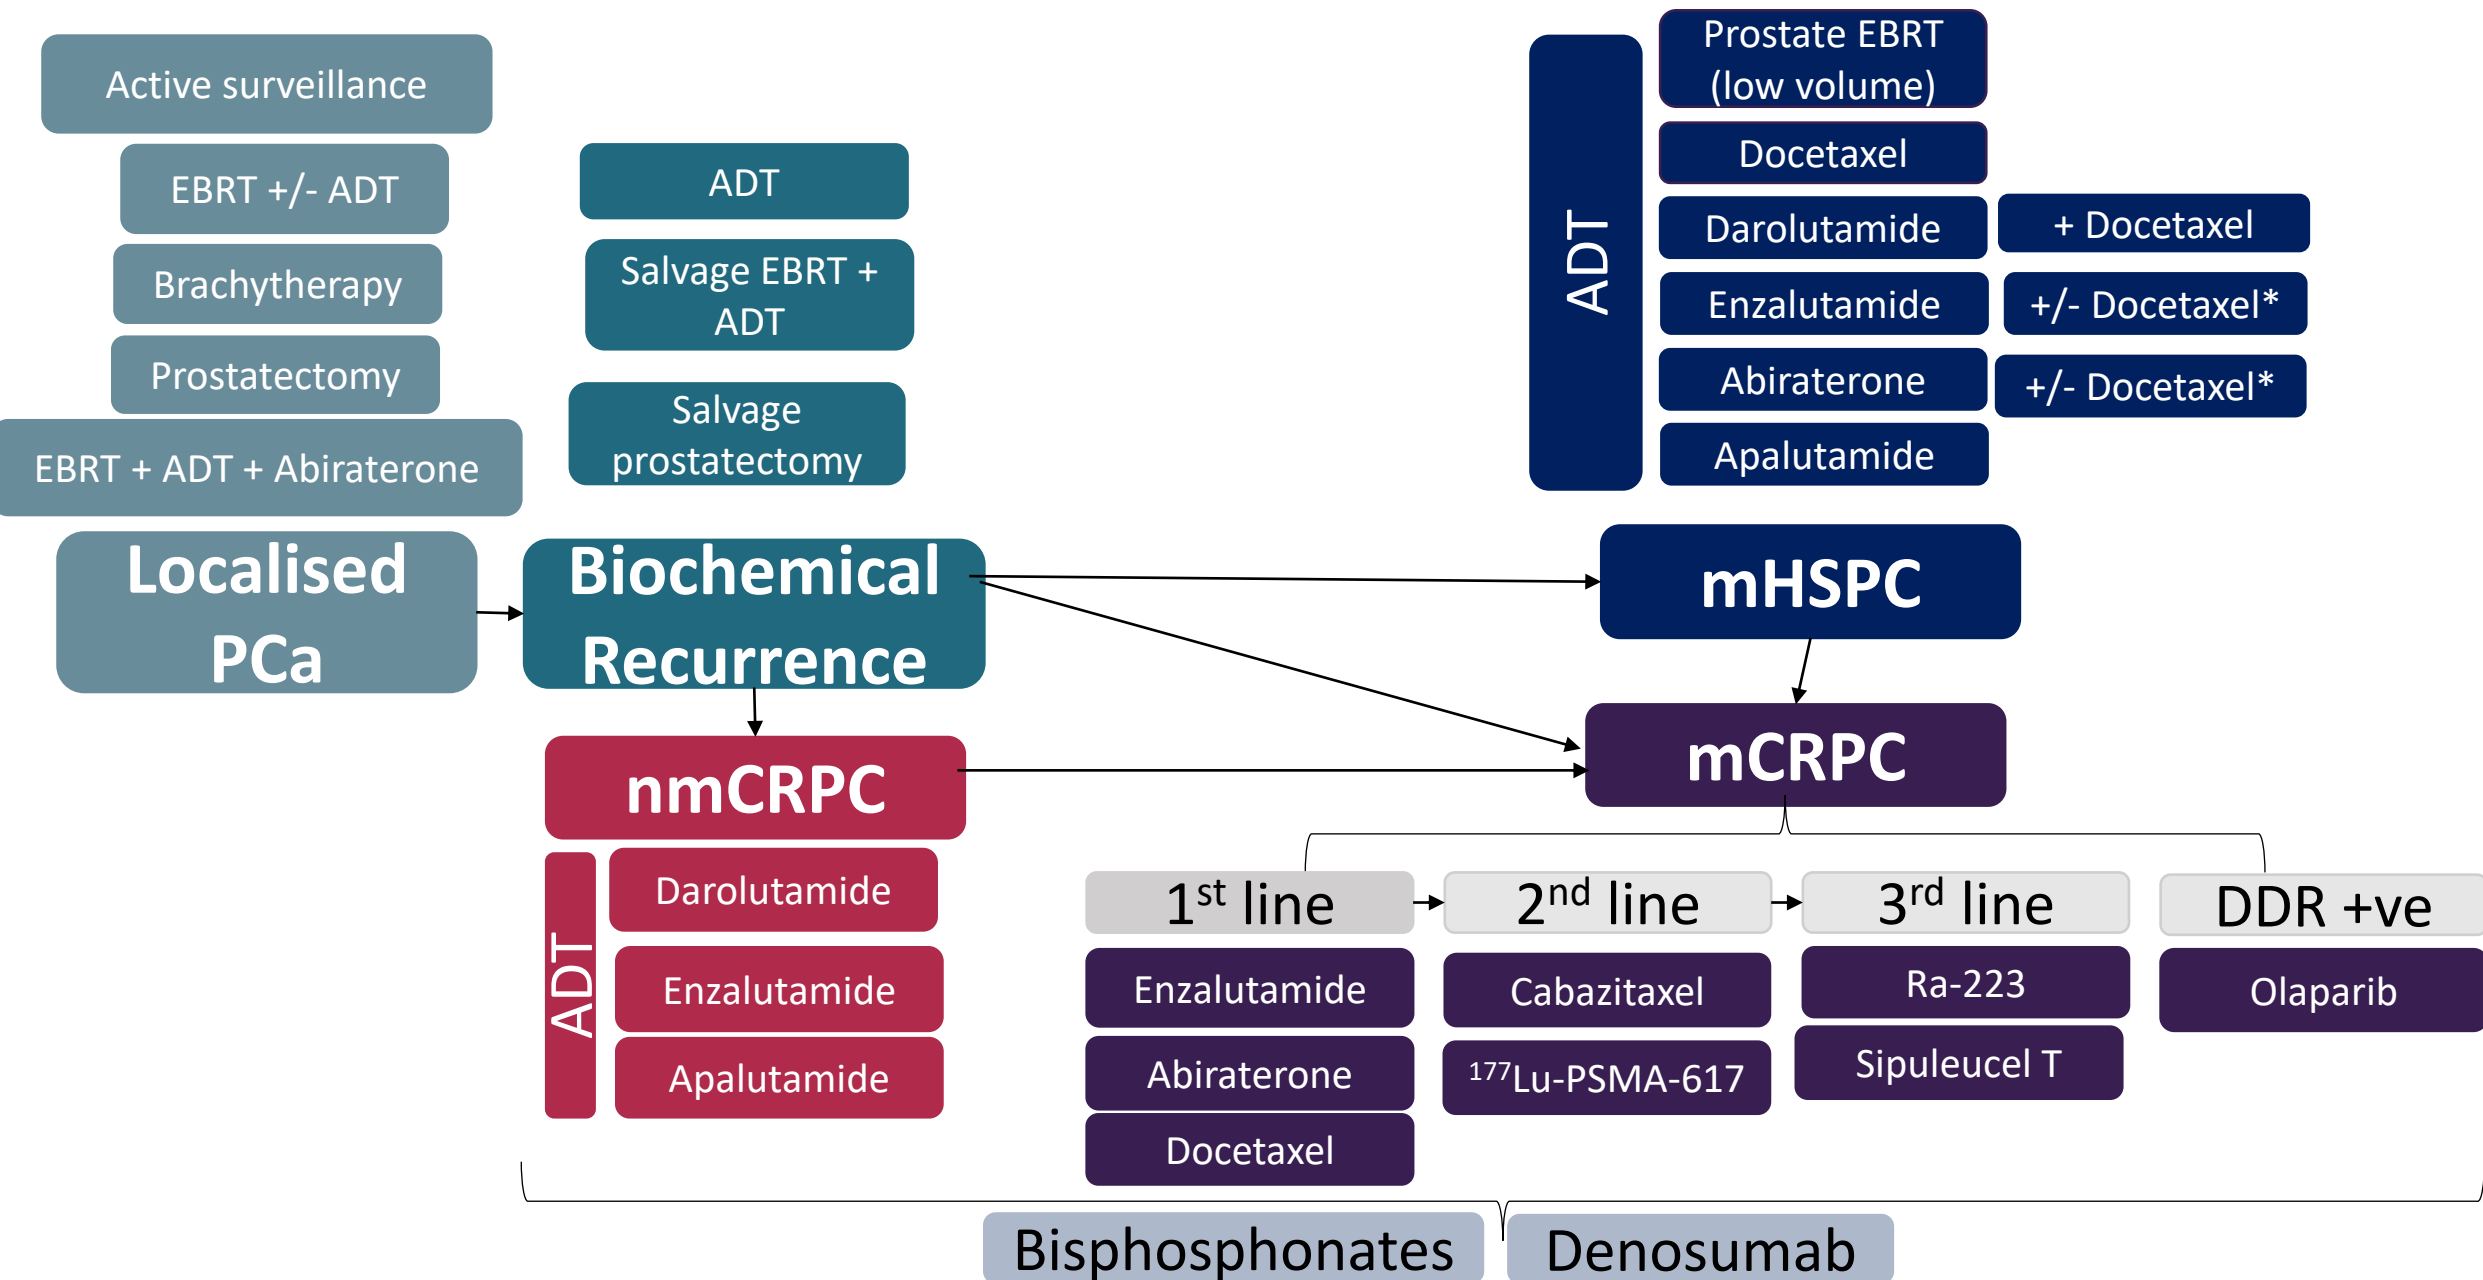 Active surveillance
EBRT +/- ADT
Brachytherapy
Prostatectomy
EBRT + ADT + Abiraterone
Localised
PCa
ADT
Salvage EBRT +
ADT
Salvage
prostatectomy
Biochemical
Recurrence
ADT
Prostate EBRT
(low volume)
Docetaxel
Darolutamide
+ Docetaxel
Enzalutamide
+/- Docetaxel*
Abiraterone
+/- Docetaxel*
Apalutamide
mHSPC
mCRPC
nmCRPC
ADT
Darolutamide
Enzalutamide
Apalutamide
1st line
Enzalutamide
Abiraterone
Docetaxel
2nd line
Cabazitaxel
177Lu-PSMA-617
3rd line
Ra-223
Sipuleucel T
DDR +ve
Olaparib
Bisphosphonates
Denosumab